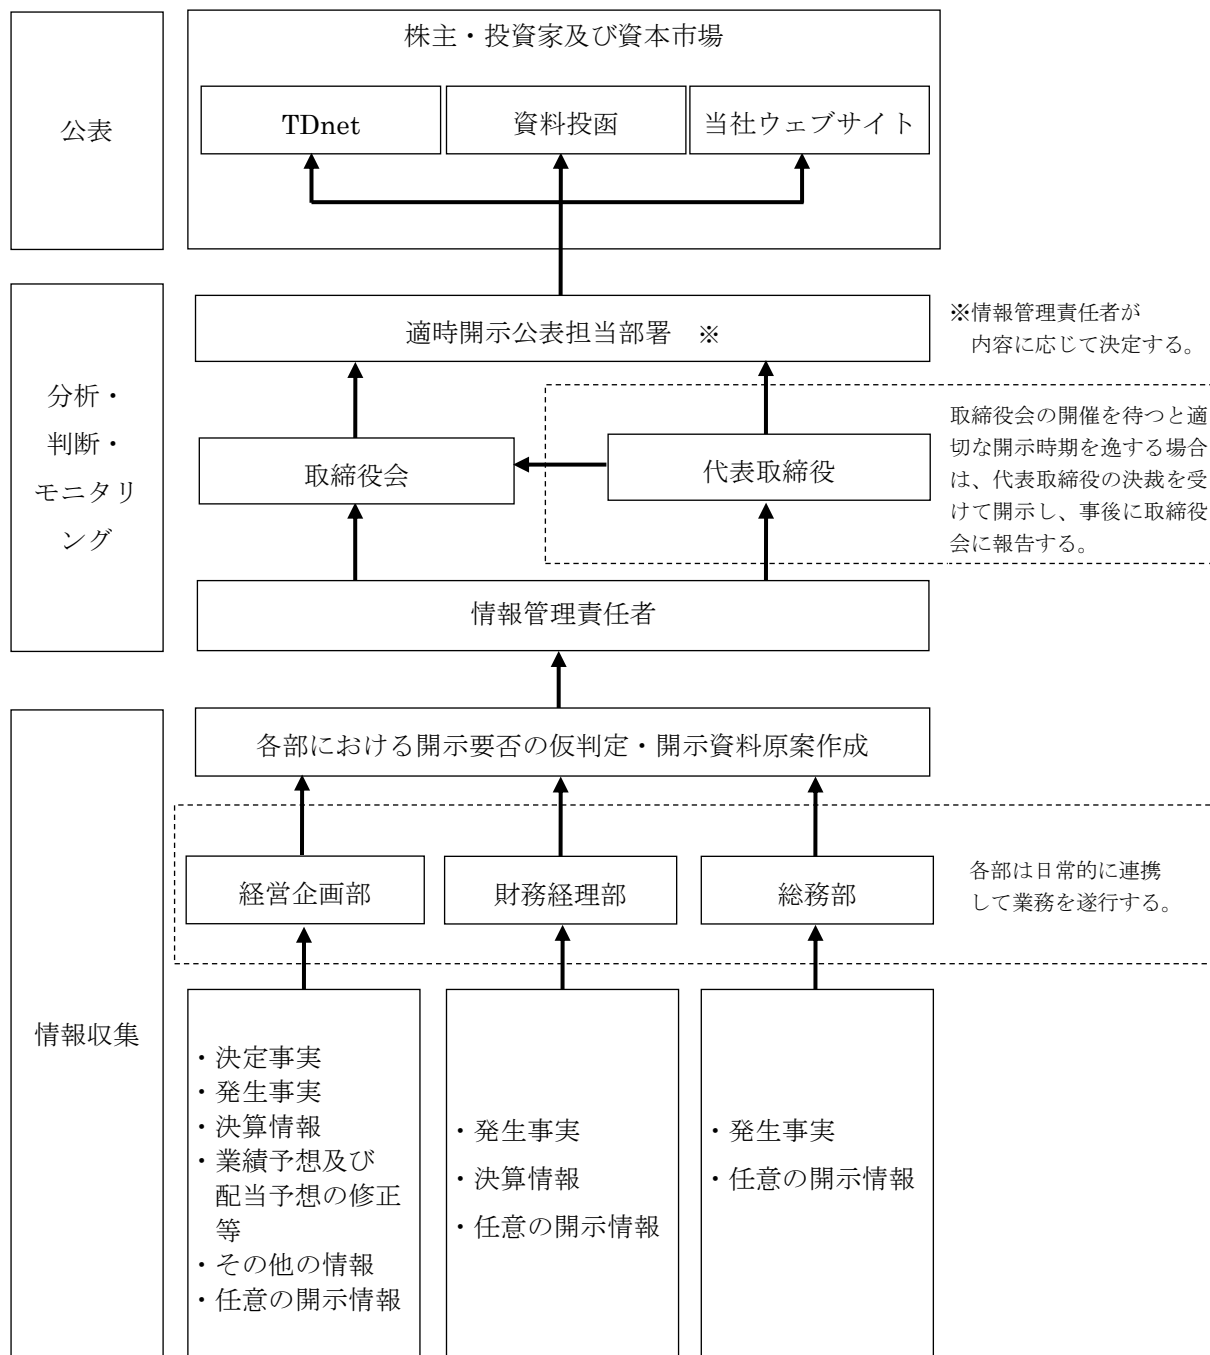 公表
株主・投資家及び資本市場
TDnet
資料投函
当社ウェブサイト
分析・
判断・
モニタリ
ング
適時開示公表担当部署 ※
※情報管理責任者が
内容に応じて決定する。
取締役会
代表取締役
取締役会の開催を待つと適
切な開示時期を逸する場合
は、代表取締役の決裁を受
けて開示し、事後に取締役
会に報告する。
情報管理責任者
情報収集
各部における開示要否の仮判定・開示資料原案作成
経営企画部
財務経理部
総務部
各部は日常的に連携
して業務を遂行する。
・決定事実
・発生事実
・決算情報
・業績予想及び
配当予想の修正
等
・その他の情報
・任意の開示情報
・発生事実
・決算情報
・任意の開示情報
・発生事実
・任意の開示情報